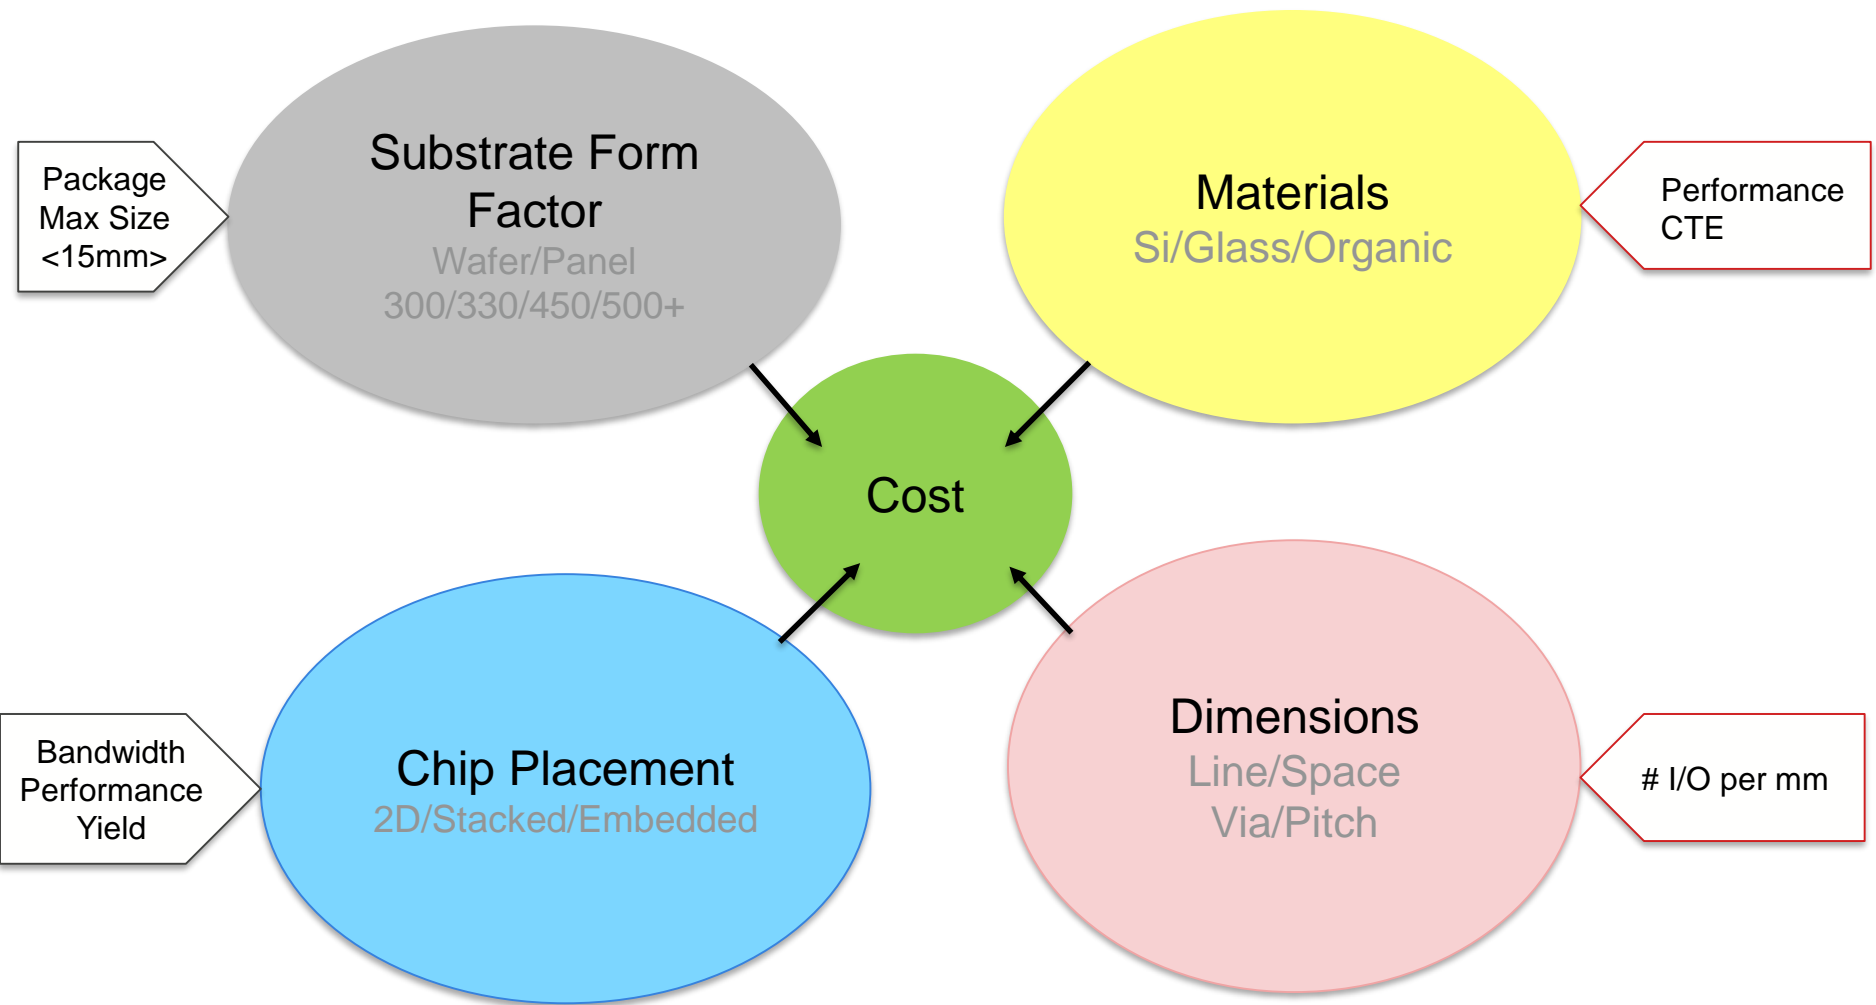 Package
Max Size
<15mm>
Substrate Form
Factor
Wafer/Panel
300/330/450/500+
Materials
Si/Glass/Organic
Performance
CTE
Cost
Bandwidth
Performance
Yield
Chip Placement
2D/Stacked/Embedded
Dimensions
Line/Space
Via/Pitch
# I/O per mm